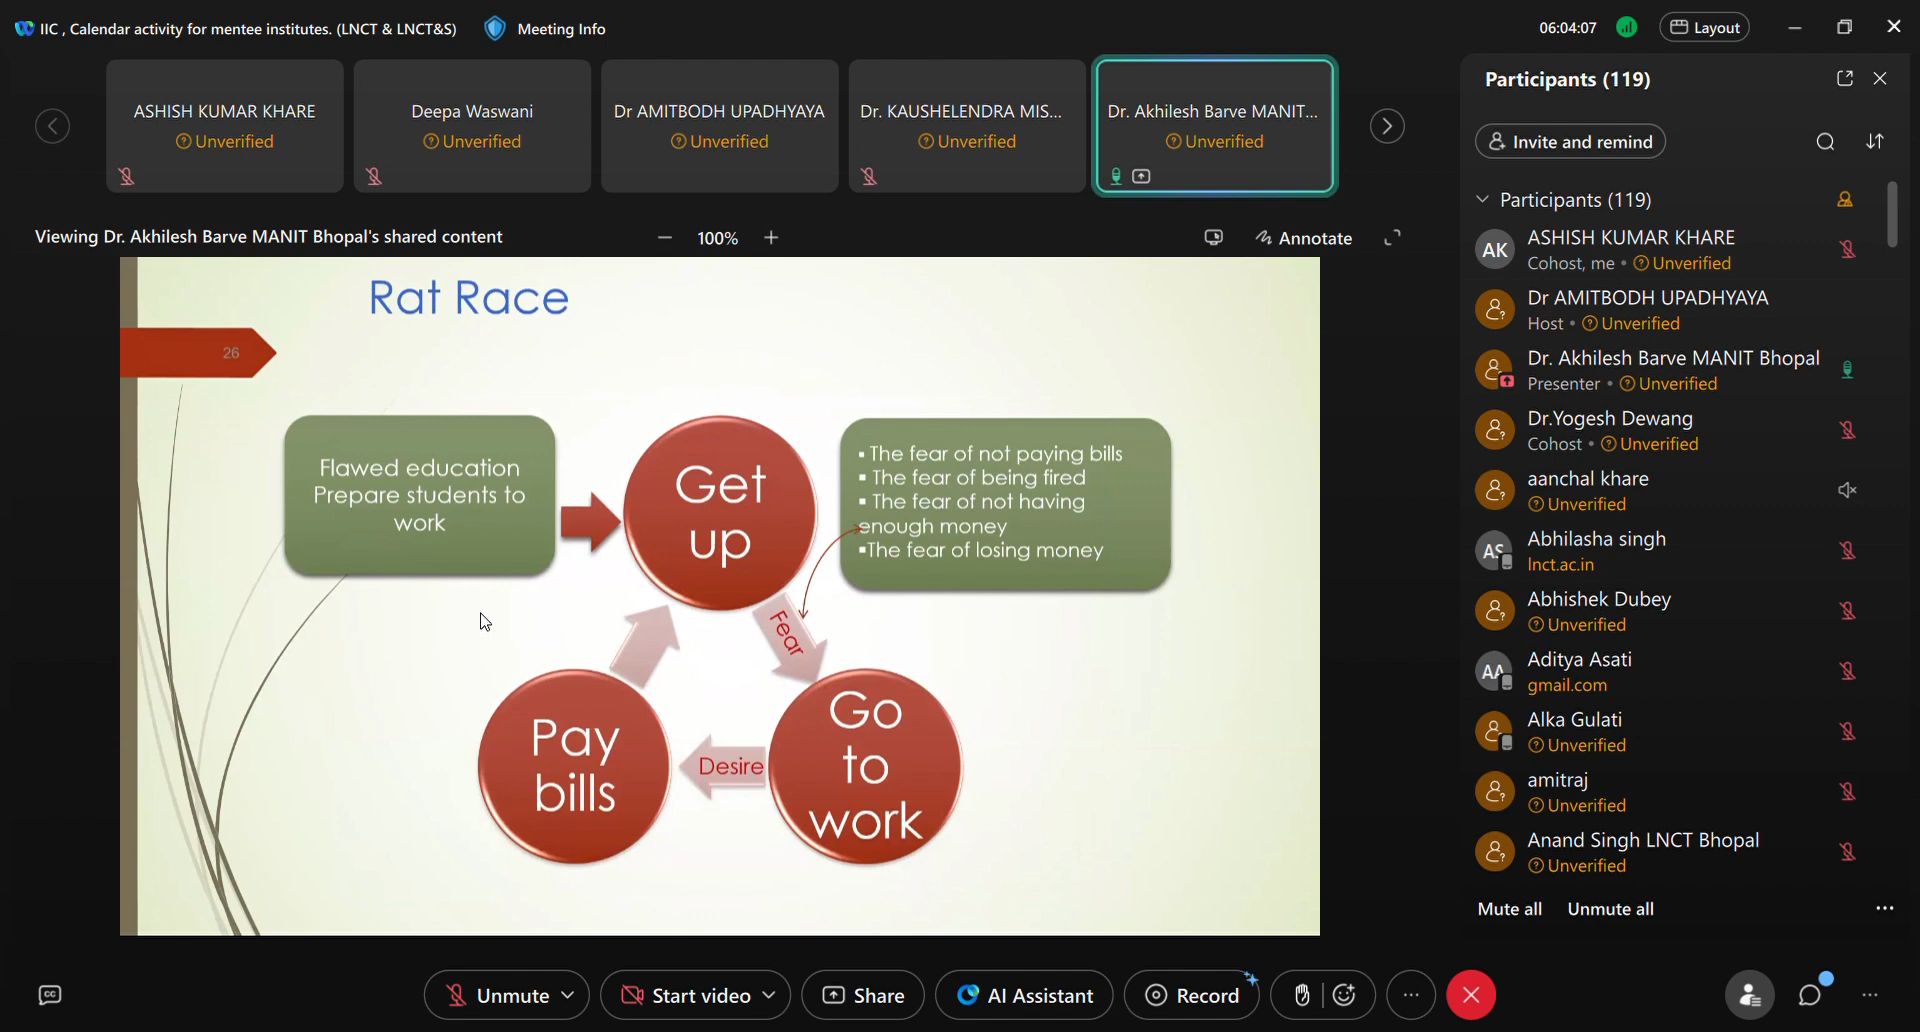 IIC , Calendar activity for mentee institutes. (LNCT & LNCT&S)
Meeting Info
06:04:07
Layout
ASHISH KUMAR KHARE
Unverified
Deepa Waswani
Unverified
Dr AMITBODH UPADHYAYA
Unverified
Dr. KAUSHELENDRA MIS...
Unverified
Dr. Akhilesh Barve MANIT...
Unverified
Viewing Dr. Akhilesh Barve MANIT Bhopal's shared content
100%
Annotate
Rat Race
26
Flawed education
Prepare students to
work
Get
up
▪ The fear of not paying bills
▪ The fear of being fired
▪ The fear of not having
enough money
▪The fear of losing money
Fear
Go
to
work
Desire
Pay
bills
Participants (119)
Invite and remind
Participants (119)
AK
ASHISH KUMAR KHARE
Cohost, me • Unverified
Dr AMITBODH UPADHYAYA
Host • Unverified
Dr. Akhilesh Barve MANIT Bhopal
Presenter • Unverified
Dr.Yogesh Dewang
Cohost • Unverified
aanchal khare
Unverified
AS
Abhilasha singh
lnct.ac.in
Abhishek Dubey
Unverified
AA
Aditya Asati
gmail.com
Alka Gulati
Unverified
amitraj
Unverified
Anand Singh LNCT Bhopal
Unverified
Mute all
Unmute all
CC
Unmute
Start video
Share
AI Assistant
Record